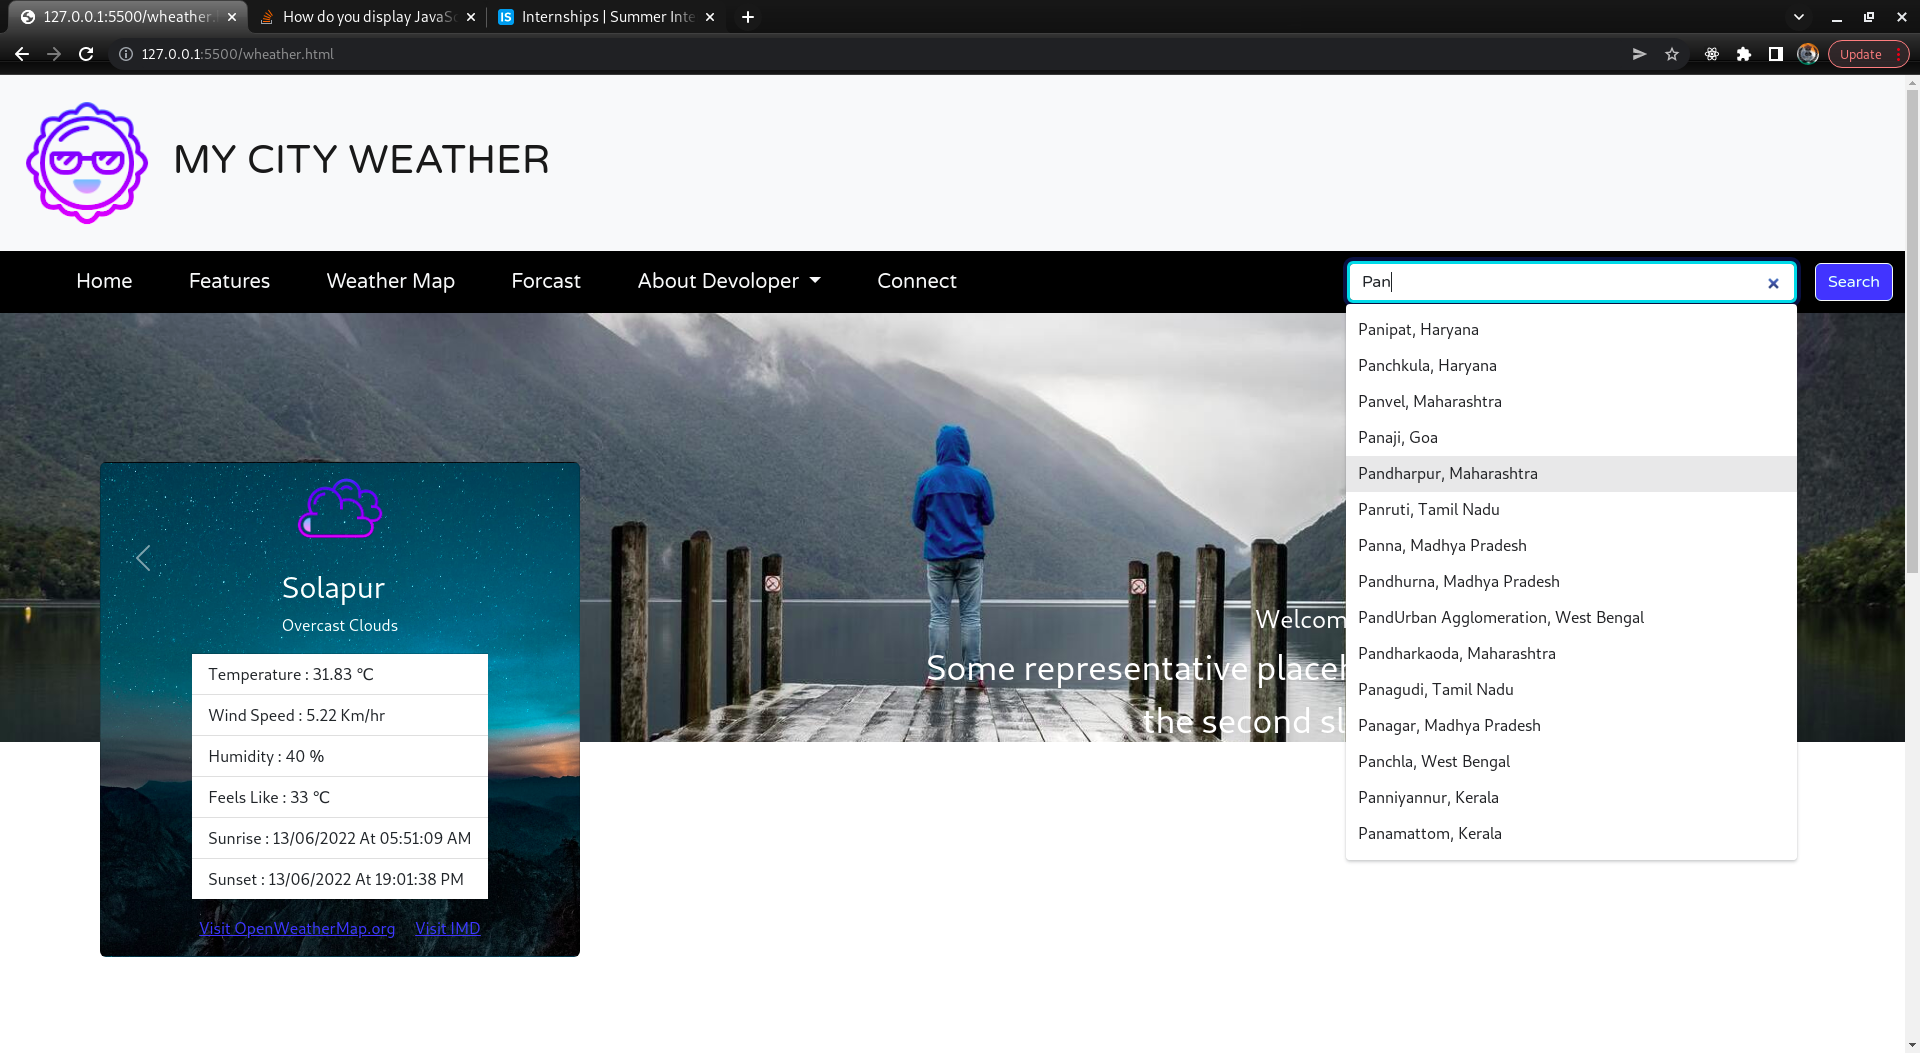 127.0.0.1:5500/wheather.
How do you display JavaSc
IS Internships | Summer Inte
127.0.0.1:5500/wheather.html
Update
MY CITY WEATHER
Home Features Weather Map Forcast About Devoloper Connect
Pan
Search
Panipat, Haryana
Panchkula, Haryana
Panvel, Maharashtra
Panaji, Goa
Pandharpur, Maharashtra
Panruti, Tamil Nadu
Panna, Madhya Pradesh
Pandhurna, Madhya Pradesh
PandUrban Agglomeration, West Bengal
Pandharkaoda, Maharashtra
Panagudi, Tamil Nadu
Panagar, Madhya Pradesh
Panchla, West Bengal
Panniyannur, Kerala
Panamattom, Kerala
Welcom
Some representative placeh
the second sl
Solapur
Overcast Clouds
Temperature : 31.83 °C
Wind Speed : 5.22 Km/hr
Humidity : 40 %
Feels Like : 33 °C
Sunrise : 13/06/2022 At 05:51:09 AM
Sunset : 13/06/2022 At 19:01:38 PM
Visit OpenWeatherMap.org Visit IMD